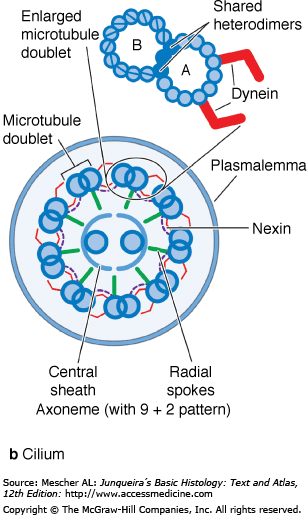 Enlarged
microtubule
doublet
Shared
heterodimers
B
A
Dynein
Microtubule
doublet
Plasmalemma
Nexin
Central
sheath
Radial
spokes
Axoneme (with 9 + 2 pattern)
b Cilium
Source: Mescher AL: Junqueira´s Basic Histology: Text and Atlas,
12th Edition: http://www.accessmedicine.com
Copyright © The McGraw-Hill Companies, Inc. All rights reserved.